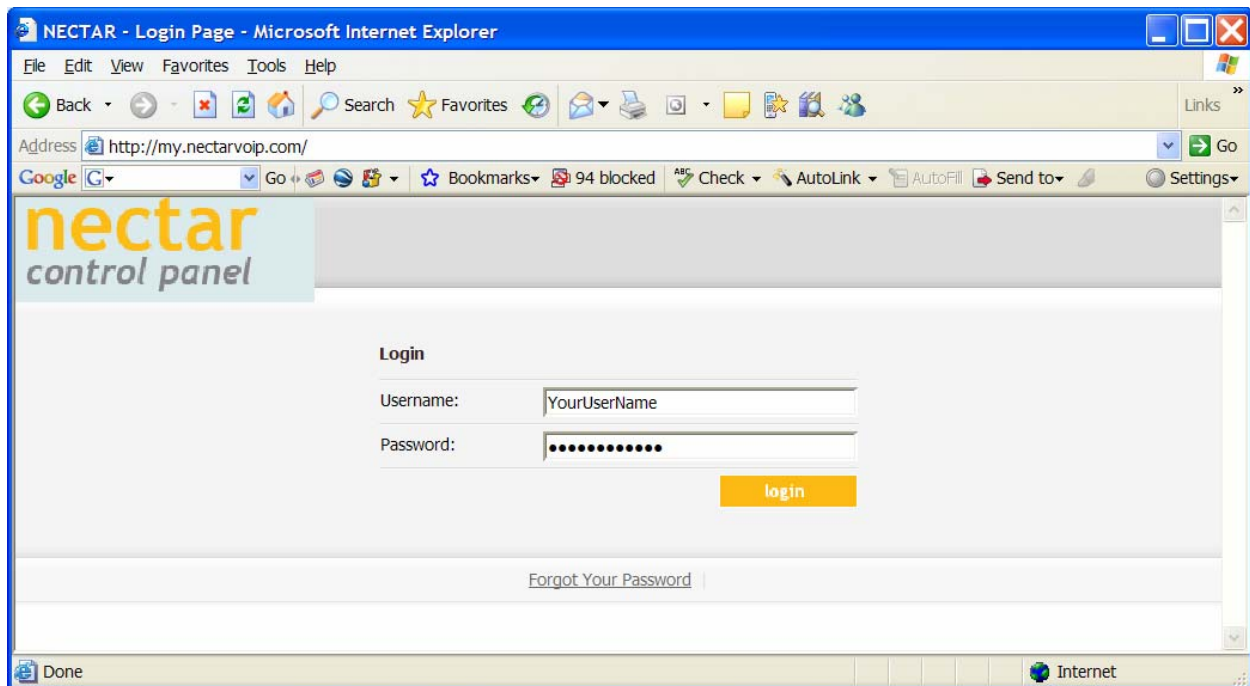 NECTAR - Login Page - Microsoft Internet Explorer
File Edit View Favorites Tools Help
Back Search Favorites Links »
Address http://my.nectarvoip.com/ Go
Google G Go Bookmarks 94 blocked ABC Check AutoLink AutoFill Send to Settings
nectar
control panel
Login
Username: YourUserName
Password: ••••••••••••
login
Forgot Your Password
Done Internet